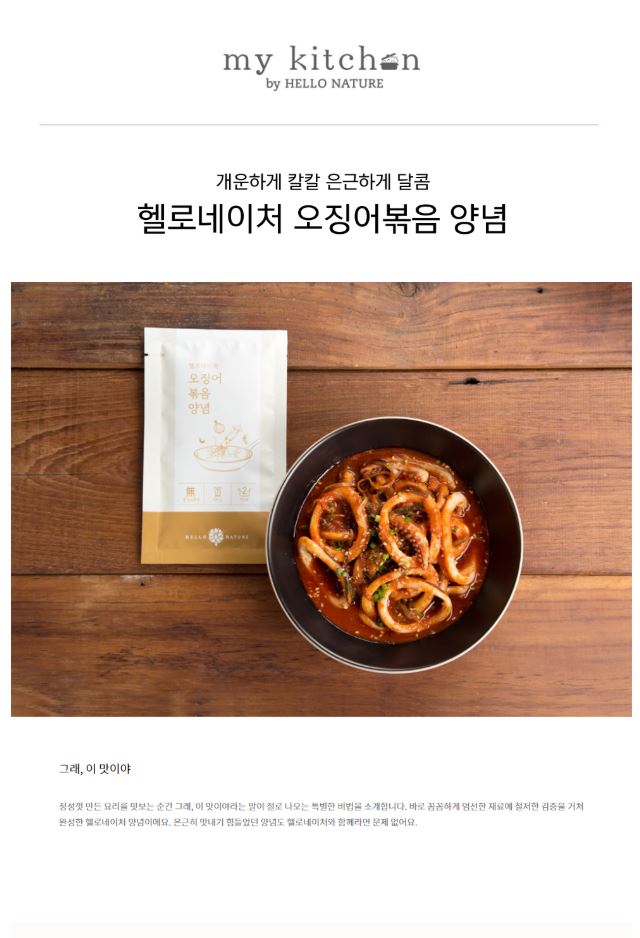 my kitchen
by HELLO NATURE
개운하게 칼칼 은근하게 달콤
헬로네이처 오징어볶음 양념
헬로네이처
오징어
볶음
양념
無
HELLO NATURE
그래, 이 맛이야
정성껏 만든 요리를 맛보는 순간 그래, 이 맛이야라는 말이 절로 나오는 특별한 비법을 소개합니다. 바로 꼼꼼하게 엄선한 재료에 철저한 검증을 거쳐
완성한 헬로네이처 양념이에요. 은근히 맛내기 힘들었던 양념도 헬로네이처와 함께라면 문제 없어요.